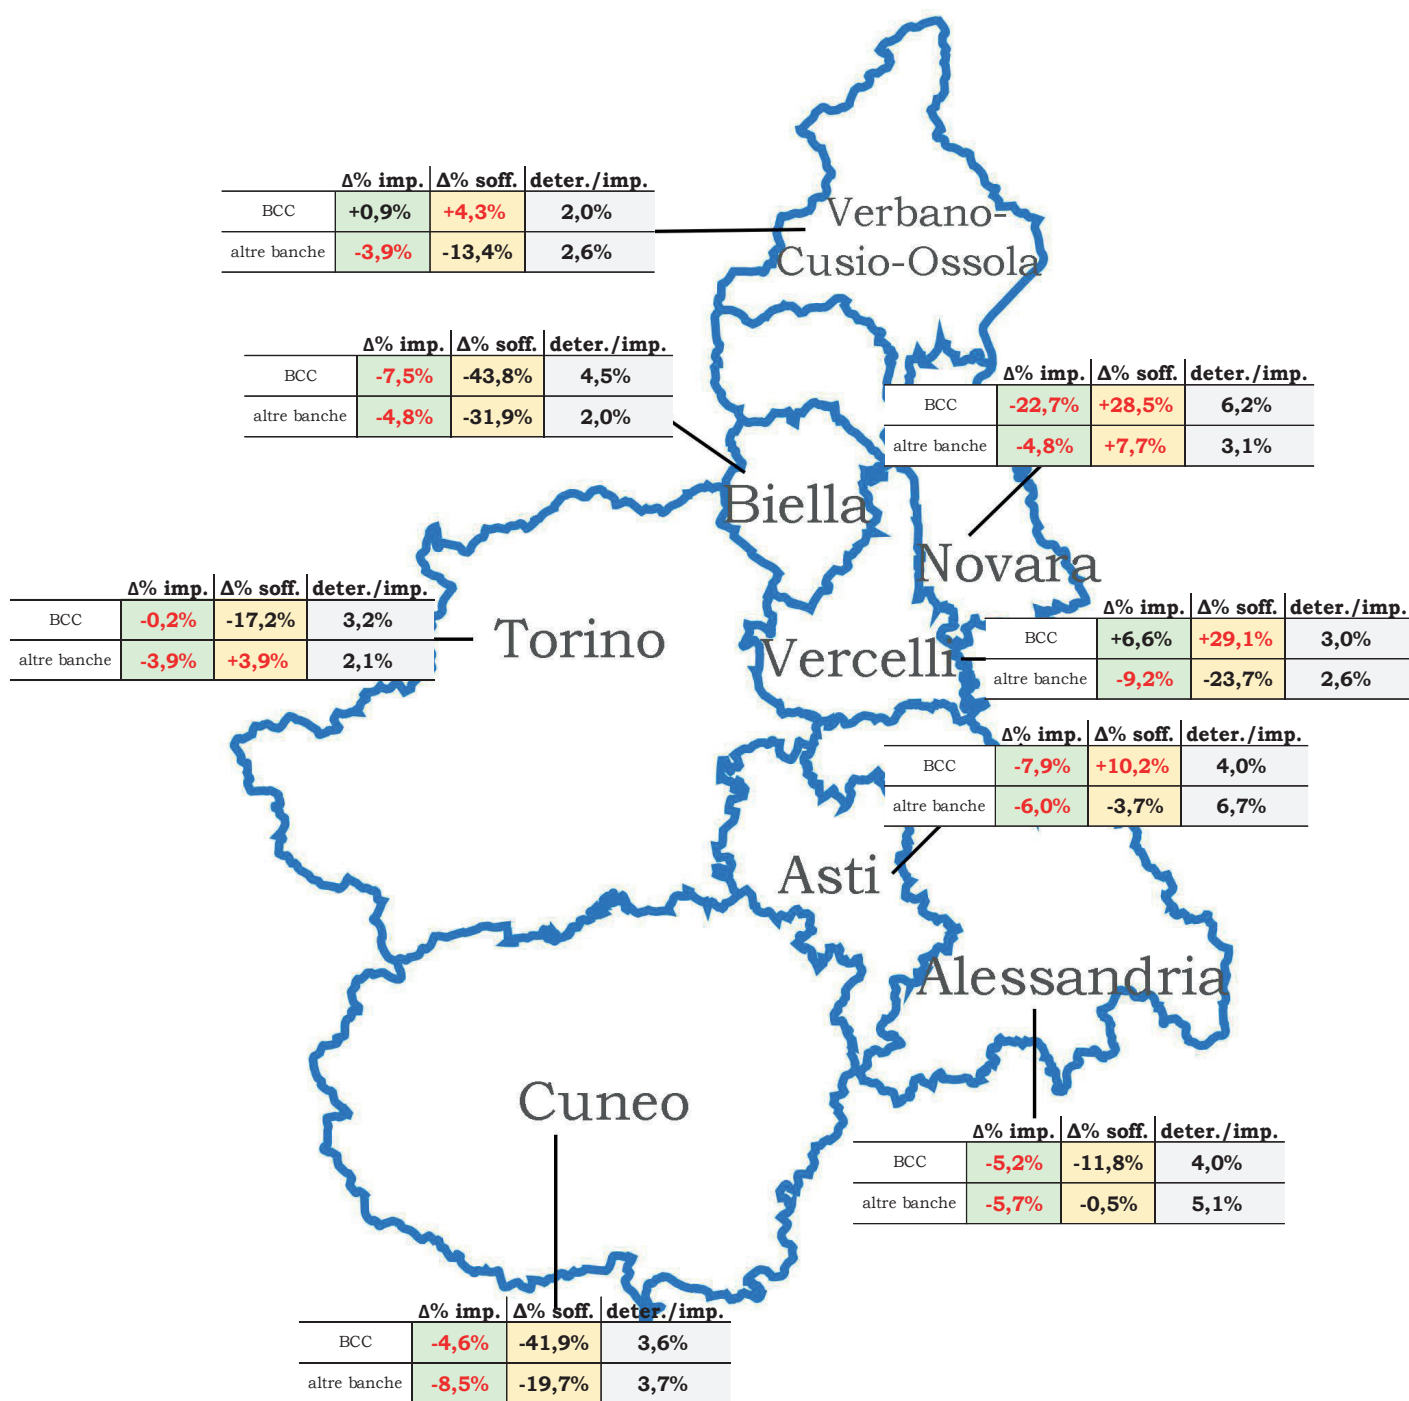 Δ% imp. Δ% soff. deter./imp.
BCC +0,9% +4,3% 2,0%
altre banche -3,9% -13,4% 2,6%
Verbano-
Cusio-Ossola
Δ% imp. Δ% soff. deter./imp.
BCC -7,5% -43,8% 4,5%
altre banche -4,8% -31,9% 2,0%
Biella
Δ% imp. Δ% soff. deter./imp.
BCC -22,7% +28,5% 6,2%
altre banche -4,8% +7,7% 3,1%
Novara
Δ% imp. Δ% soff. deter./imp.
BCC -0,2% -17,2% 3,2%
altre banche -3,9% +3,9% 2,1%
Torino
Vercelli
Δ% imp. Δ% soff. deter./imp.
BCC +6,6% +29,1% 3,0%
altre banche -9,2% -23,7% 2,6%
Δ% imp. Δ% soff. deter./imp.
BCC -7,9% +10,2% 4,0%
altre banche -6,0% -3,7% 6,7%
Asti
Alessandria
Δ% imp. Δ% soff. deter./imp.
BCC -5,2% -11,8% 4,0%
altre banche -5,7% -0,5% 5,1%
Cuneo
Δ% imp. Δ% soff. deter./imp.
BCC -4,6% -41,9% 3,6%
altre banche -8,5% -19,7% 3,7%